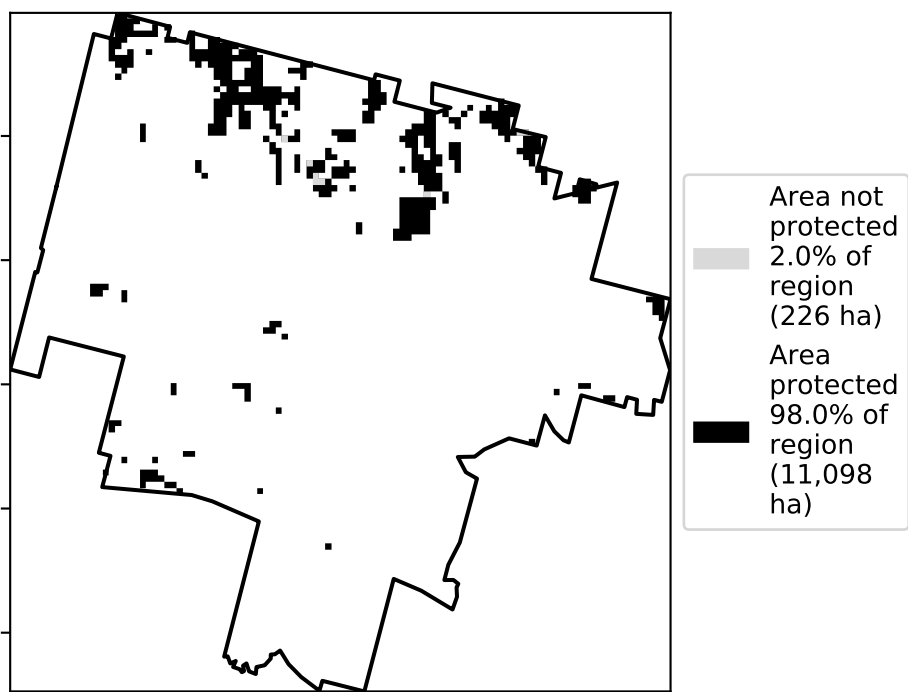 Area not
protected
2.0% of
region
(226 ha)
Area
protected
98.0% of
region
(11,098
ha)